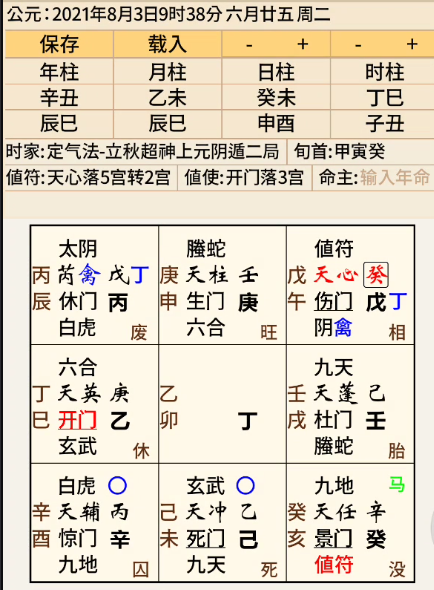 公元:2021年8月3日9时38分 六月廿五 周二
保存 载入 - + - +
年柱 月柱 日柱 时柱
辛丑 乙未 癸未 丁巳
辰巳 辰巳 申酉 子丑
时家:定气法-立秋超神上元阴遁二局 旬首:甲寅癸
値符:天心落5宫转2宫 値使:开门落3宫 命主:输入年命
太阴
丙 芮禽 戊丁
辰 休门 丙
白虎 废
螣蛇
庚 天柱 壬
申 生门 庚
六合 旺
値符
戊 天心 癸
午 伤门 戊丁
阴禽 相
六合
丁 天英 庚
巳 开门 乙
玄武 休
乙
卯 丁
九天
壬 天蓬 己
戌 杜门 壬
螣蛇 胎
白虎 〇
辛 天辅 丙
酉 惊门 辛
九地 囚
玄武 〇
己 天冲 乙
未 死门 己
九天 死
九地 马
癸 天任 辛
亥 景门 癸
値符 没